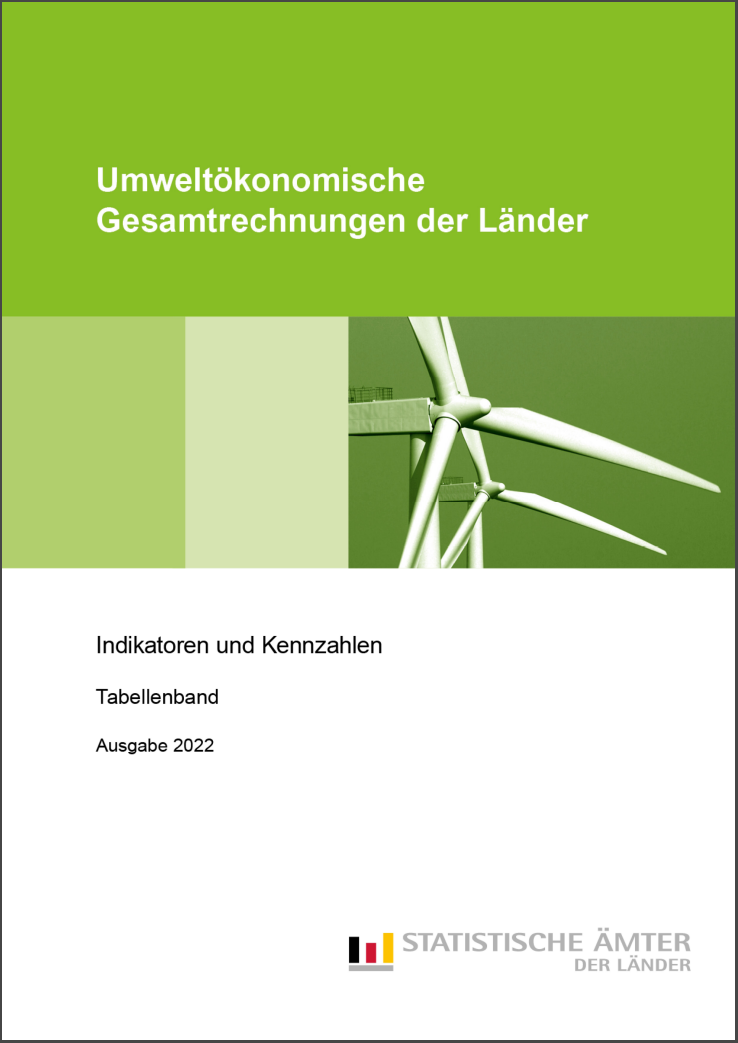 Umweltökonomische
Gesamtrechnungen der Länder
Indikatoren und Kennzahlen
Tabellenband
Ausgabe 2022
STATISTISCHE ÄMTER
DER LÄNDER